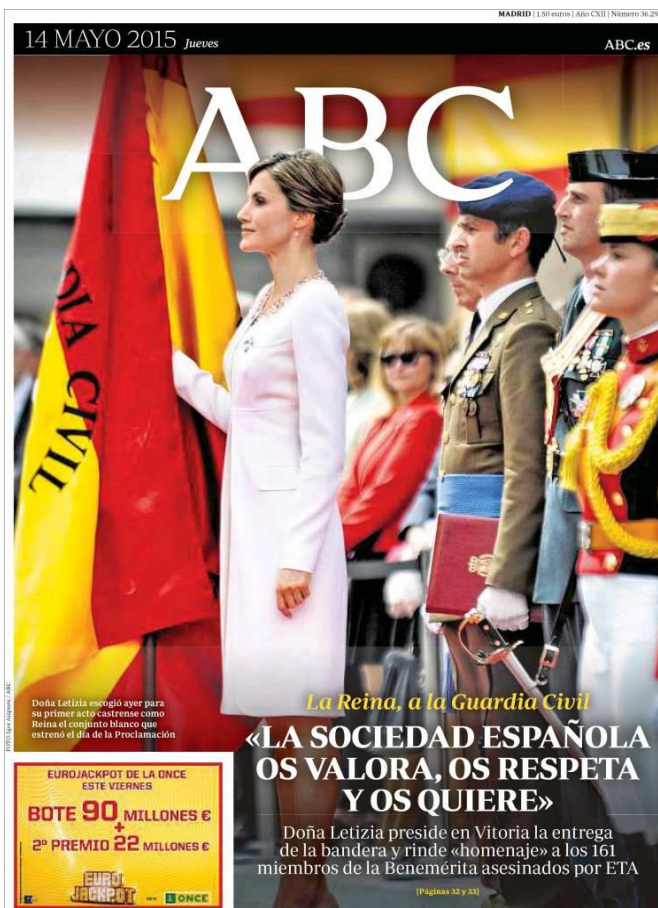 MADRID | 1,50 euros | Año CXII | Número 36.29
14 MAYO 2015 Jueves
ABC.es
ABC
DIA CIVIL
Doña Letizia escogió ayer para
su primer acto castrense como
Reina el conjunto blanco que
estrenó el día de la Proclamación
La Reina, a la Guardia Civil
«LA SOCIEDAD ESPAÑOLA
OS VALORA, OS RESPETA
Y OS QUIERE»
Doña Letizia preside en Vitoria la entrega
de la bandera y rinde «homenaje» a los 161
miembros de la Benemérita asesinados por ETA
[Páginas 32 y 33]
EUROJACKPOT DE LA ONCE
ESTE VIERNES
BOTE 90 MILLONES €
+
2º PREMIO 22 MILLONES €
EURO
JACKPOT
ONCE